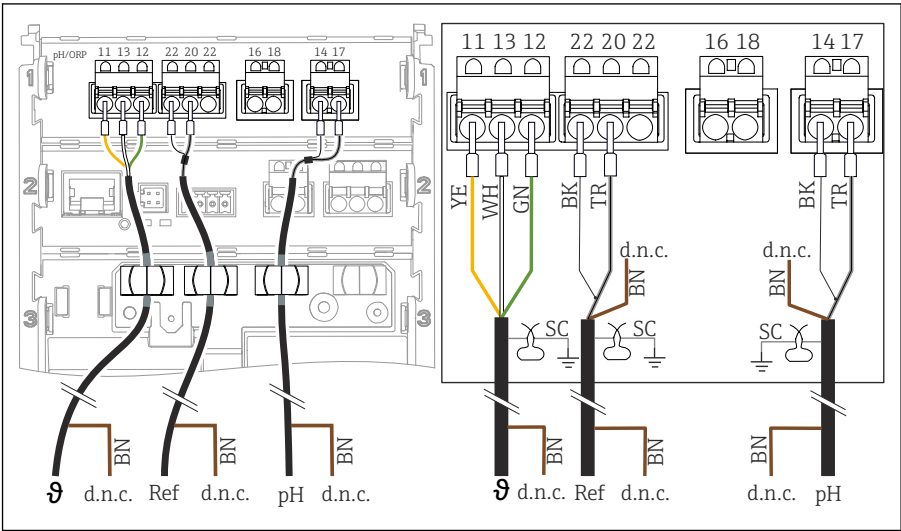 pH/ORP 11 13 12 22 20 22 16 18 14 17
1 1
2 2
3 3
BN BN BN
ϑ d.n.c. Ref d.n.c. pH d.n.c.
11 13 12 22 20 22 16 18 14 17
YE WH GN BK TR BK TR
d.n.c. d.n.c.
BN BN
SC SC SC
BN BN BN
ϑ d.n.c. Ref d.n.c. d.n.c. pH